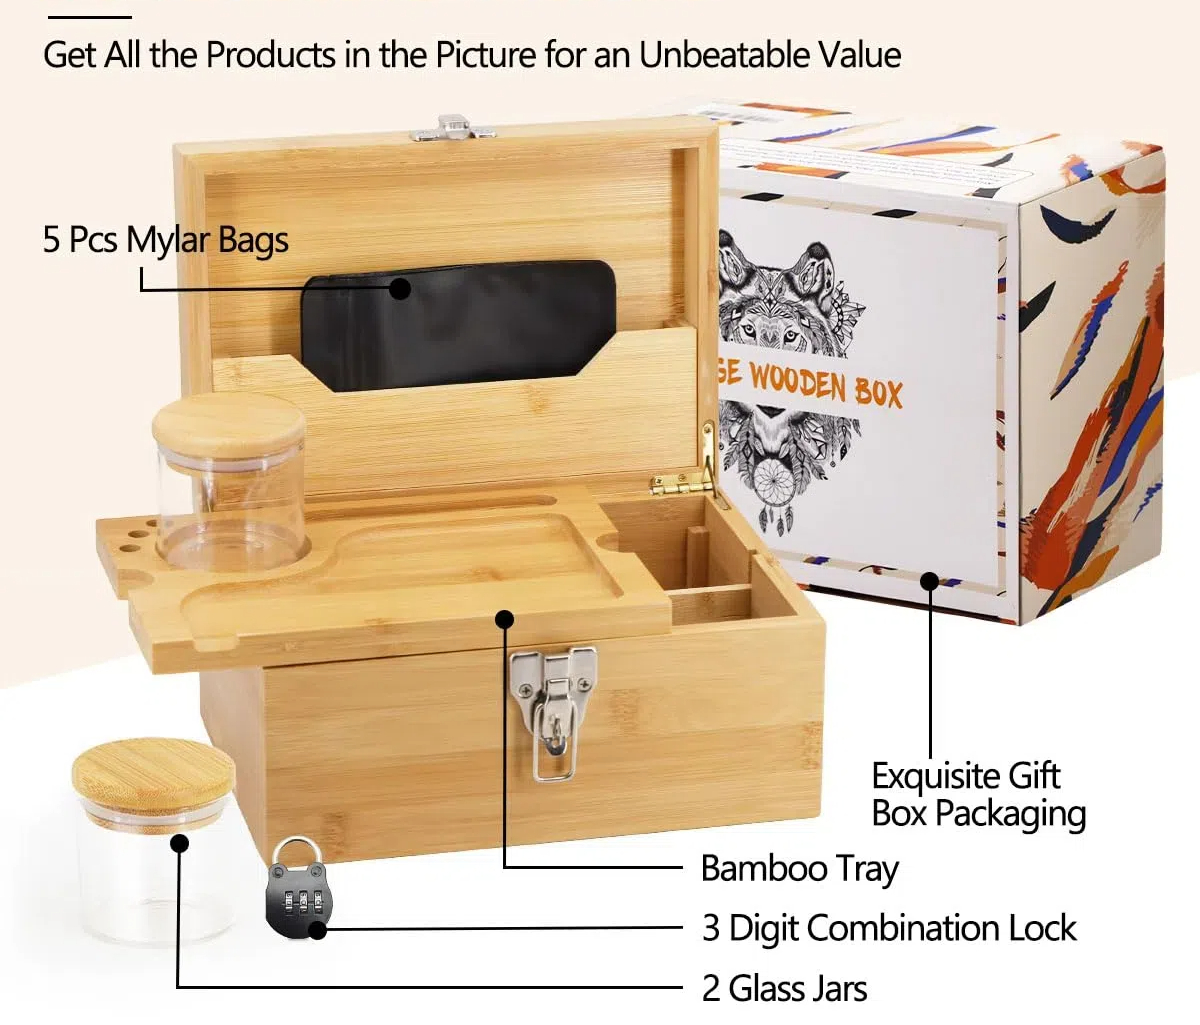 Get All the Products in the Picture for an Unbeatable Value
5 Pcs Mylar Bags
WOODEN BOX
Exquisite Gift
Box Packaging
Bamboo Tray
3 Digit Combination Lock
2 Glass Jars